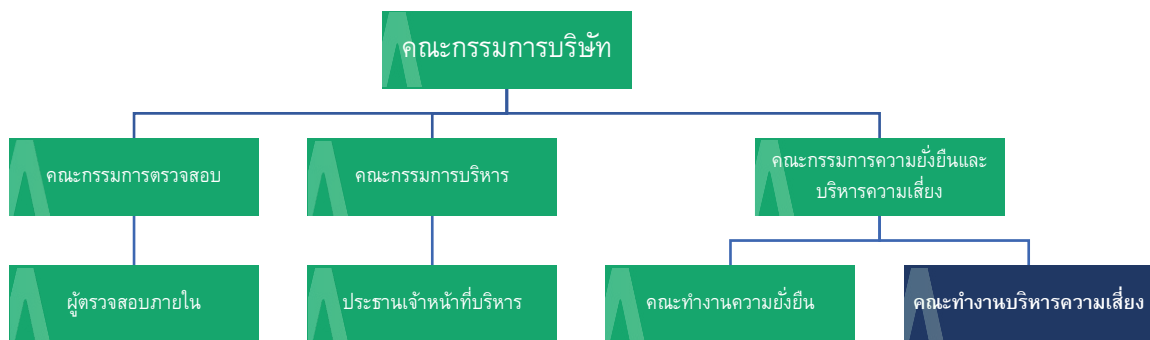 คณะกรรมการบริษัท
คณะกรรมการตรวจสอบ
คณะกรรมการบริหาร
คณะกรรมการความยั่งยืนและ
บริหารความเสี่ยง
ผู้ตรวจสอบภายใน
ประธานเจ้าหน้าที่บริหาร
คณะทำงานความยั่งยืน
คณะทำงานบริหารความเสี่ยง